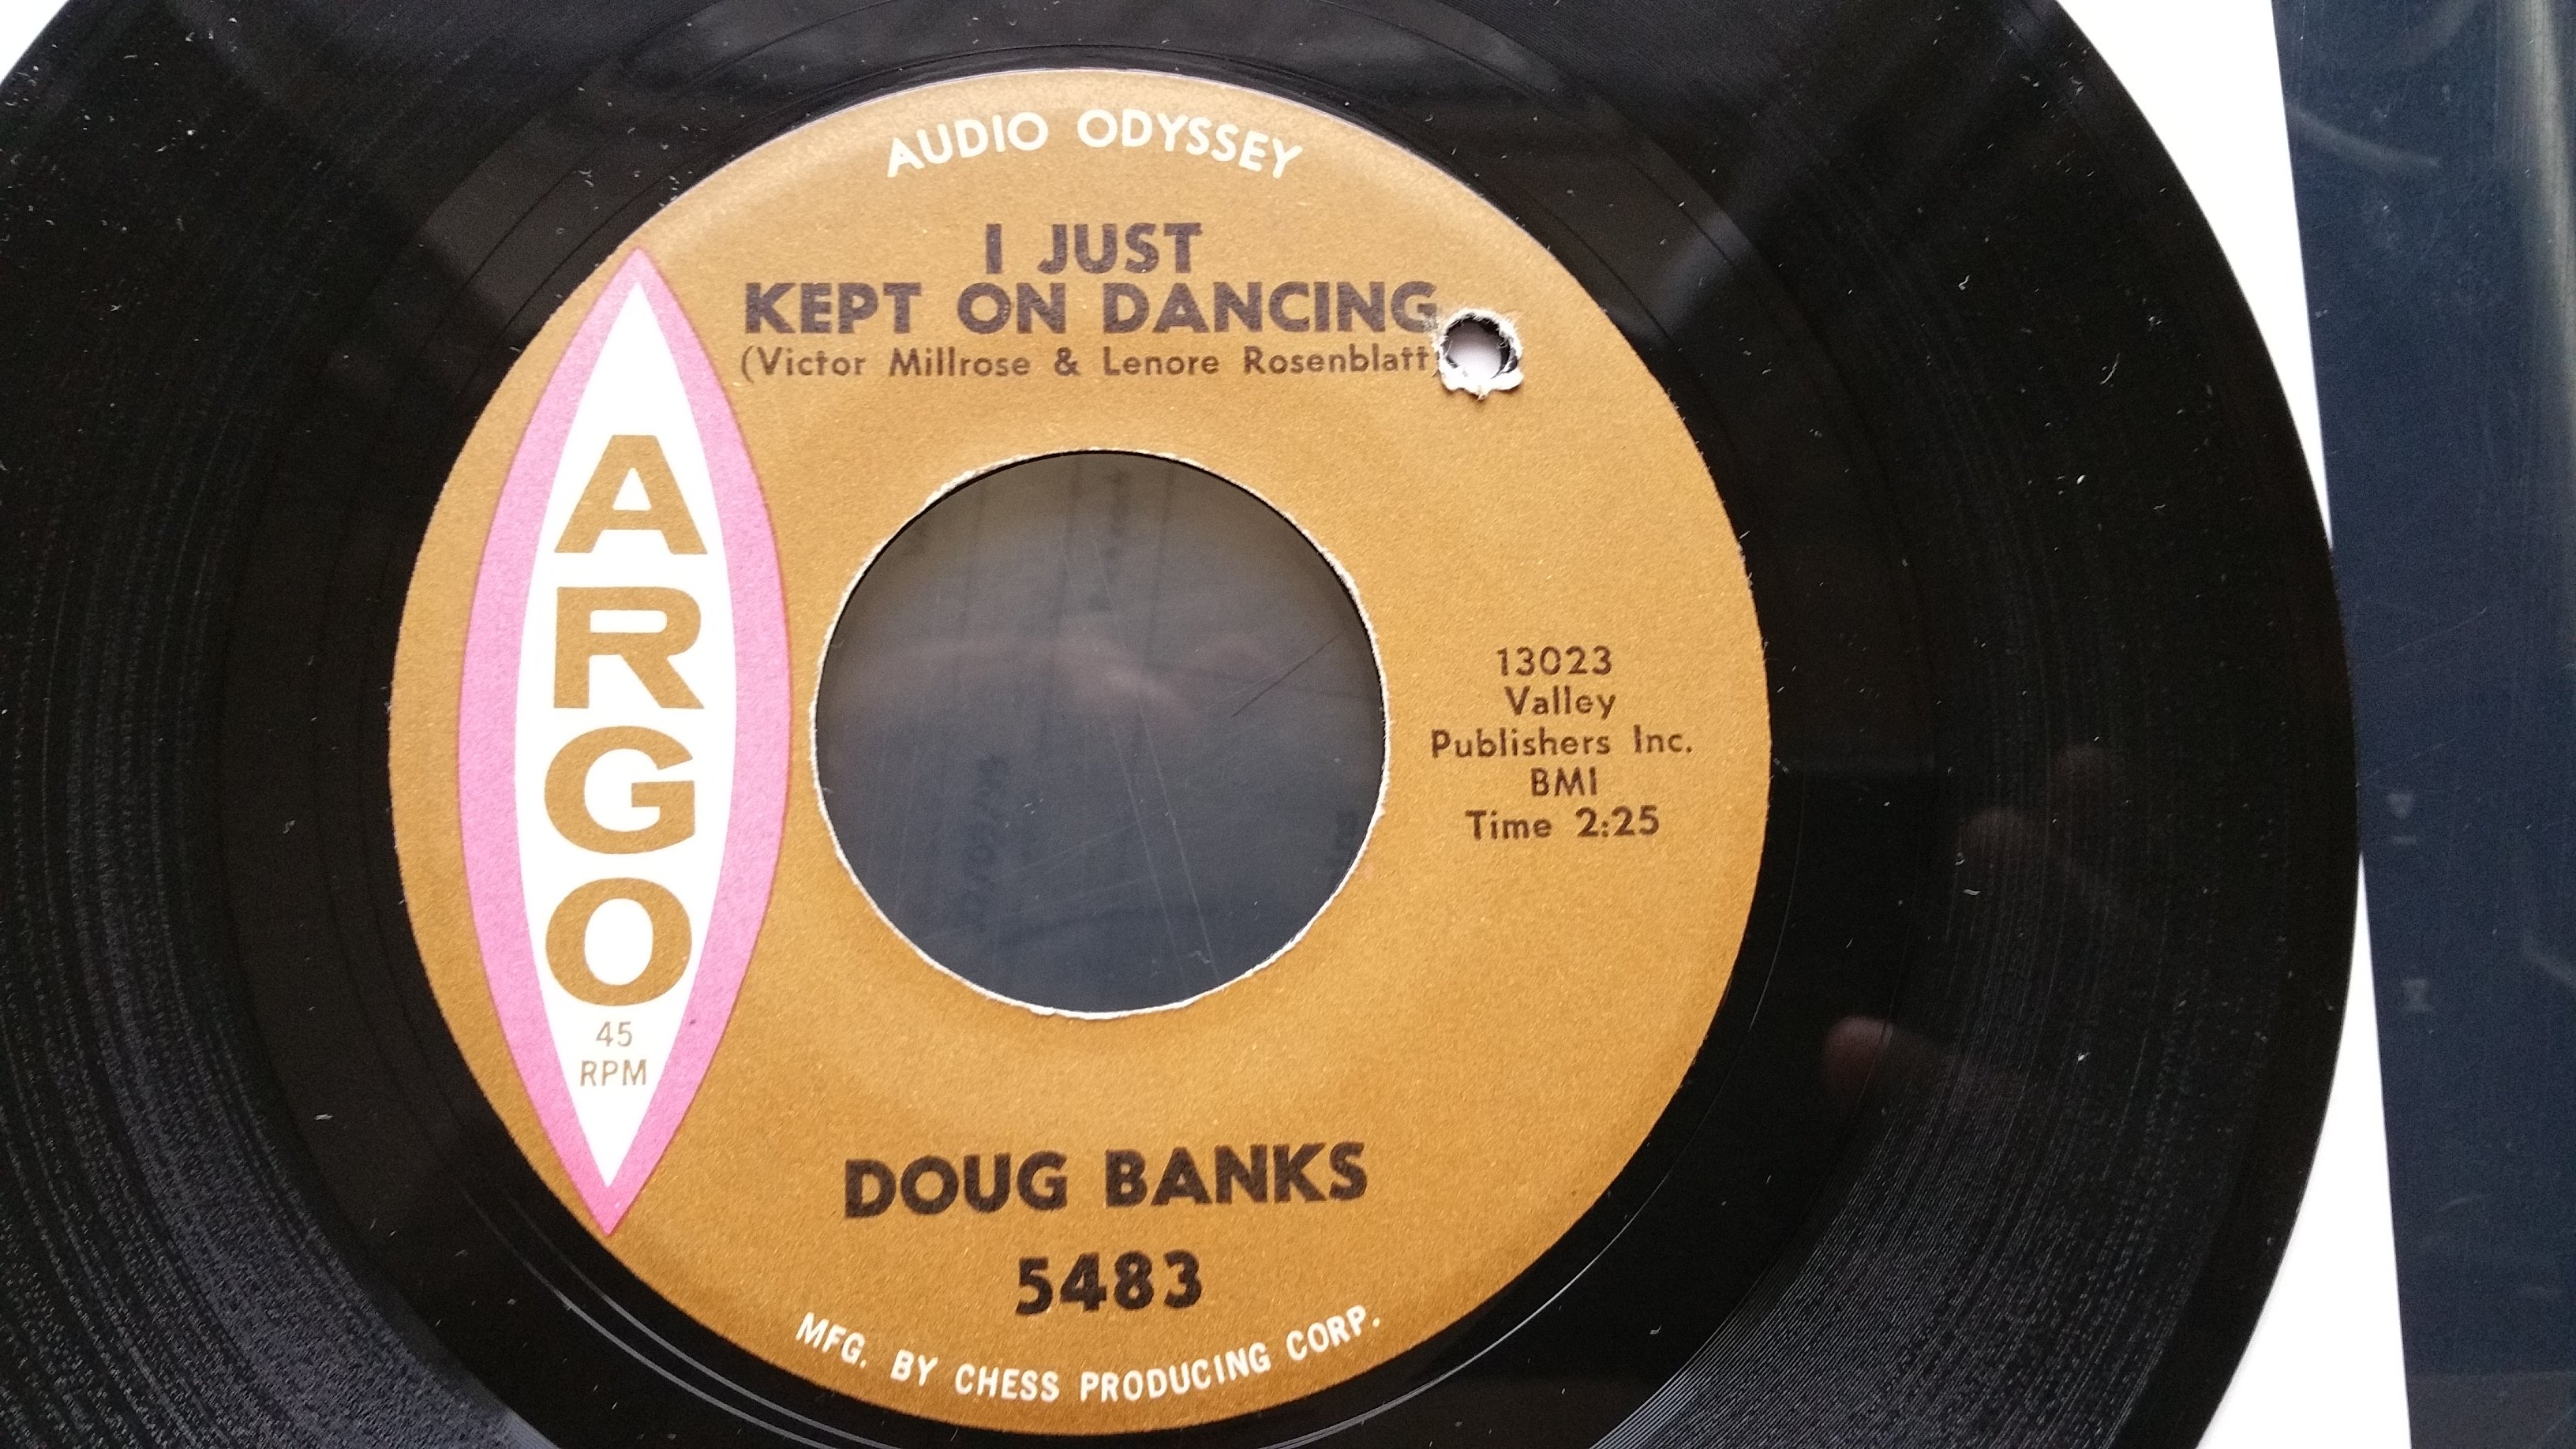 AUDIO ODYSSEY
I JUST
KEPT ON DANCING
(Victor Millrose & Lenore Rosenblatt)
ARGO
45
RPM
13023
Valley
Publishers Inc.
BMI
Time 2:25
DOUG BANKS
5483
MFG. BY CHESS PRODUCING CORP.